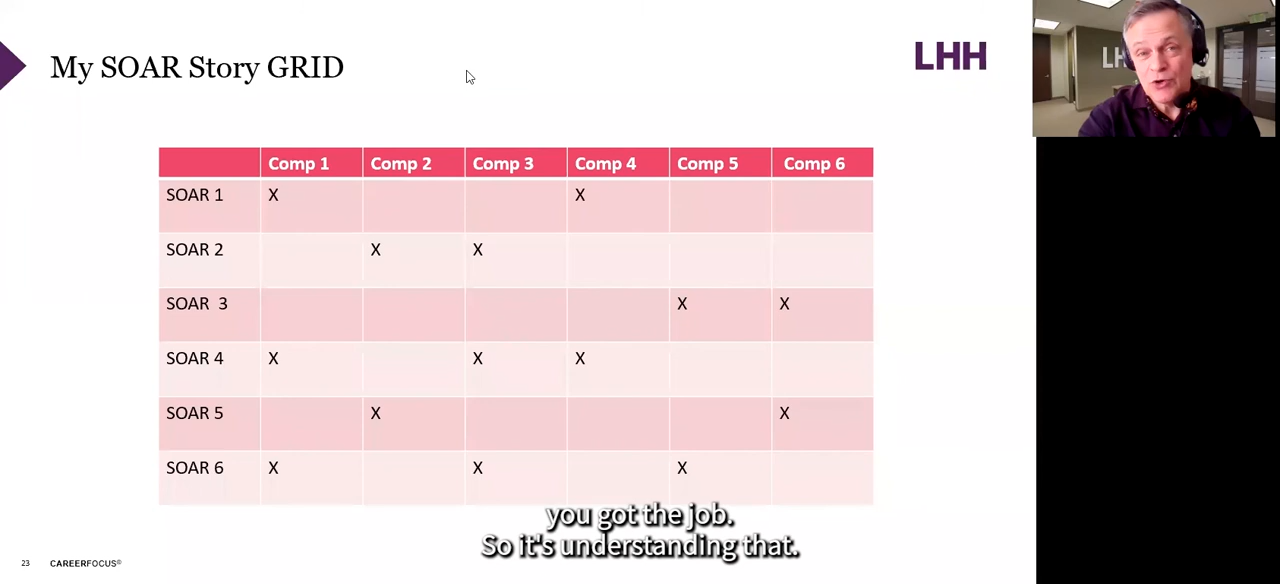 My SOAR Story GRID
LHH
LH
Comp 1 Comp 2 Comp 3 Comp 4 Comp 5 Comp 6
SOAR 1 X X
SOAR 2 X X
SOAR 3 X X
SOAR 4 X X X
SOAR 5 X X
SOAR 6 X X X
you got the job.
So it's understanding that.
23 CAREERFOCUS®